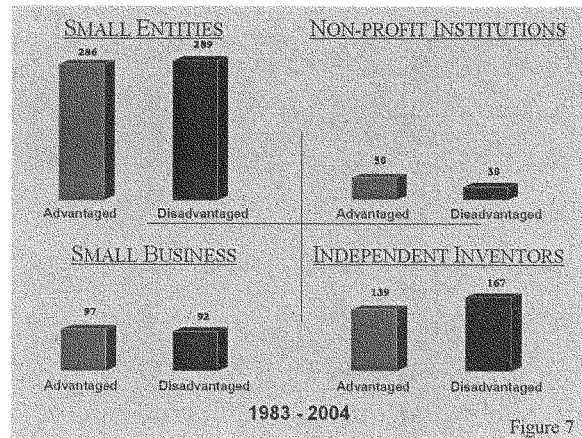 SMALL ENTITIES
286
289
Advantaged
Disadvantaged
NON-PROFIT INSTITUTIONS
50
30
Advantaged
Disadvantaged
SMALL BUSINESS
97
92
Advantaged
Disadvantaged
INDEPENDENT INVENTORS
139
167
Advantaged
Disadvantaged
1983 - 2004
Figure 7